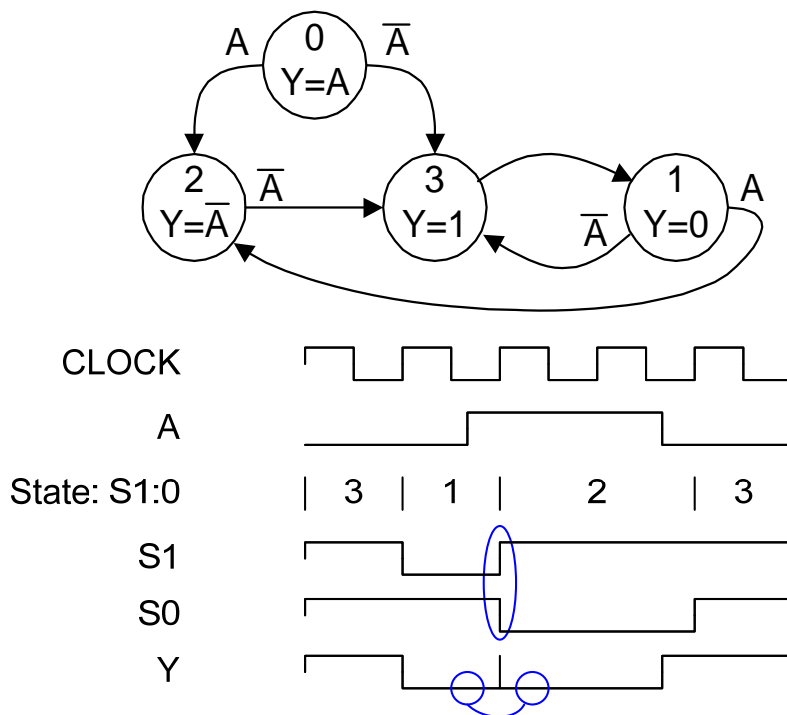 0
A
A̅
Y=A
2
Y=A̅
A̅
3
Y=1
1
Y=0
A
A̅
CLOCK
A
State: S1:0 | 3 | 1 | 2 | 3
S1
S0
Y